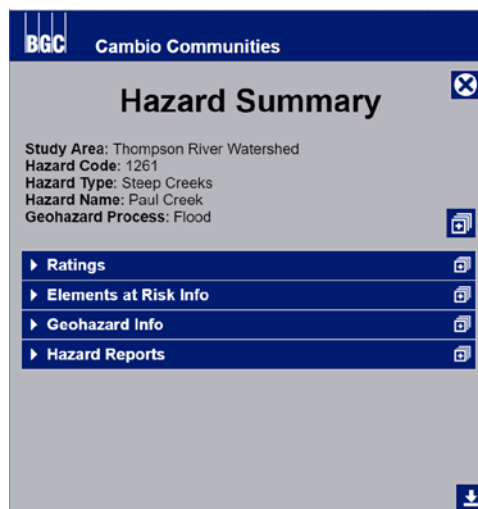 BGC Cambio Communities
Hazard Summary
Study Area: Thompson River Watershed
Hazard Code: 1261
Hazard Type: Steep Creeks
Hazard Name: Paul Creek
Geohazard Process: Flood
Ratings
Elements at Risk Info
Geohazard Info
Hazard Reports